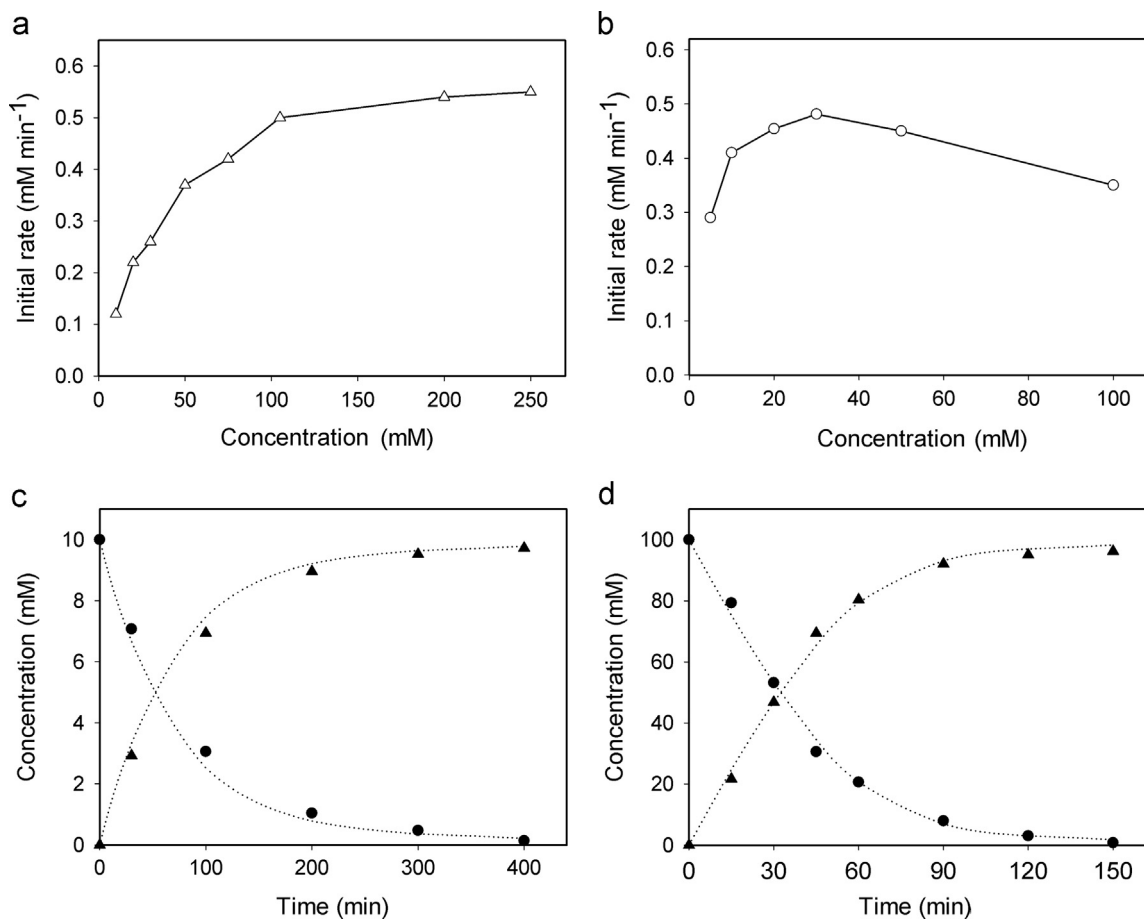 a
0.6
0.5
0.4
0.3
0.2
0.1
0.0
Initial rate (mM min⁻¹)
0 50 100 150 200 250
Concentration (mM)
b
0.6
0.5
0.4
0.3
0.2
0.1
0.0
Initial rate (mM min⁻¹)
0 20 40 60 80 100
Concentration (mM)
c
10
8
6
4
2
0
Concentration (mM)
0 100 200 300 400
Time (min)
d
100
80
60
40
20
0
Concentration (mM)
0 30 60 90 120 150
Time (min)